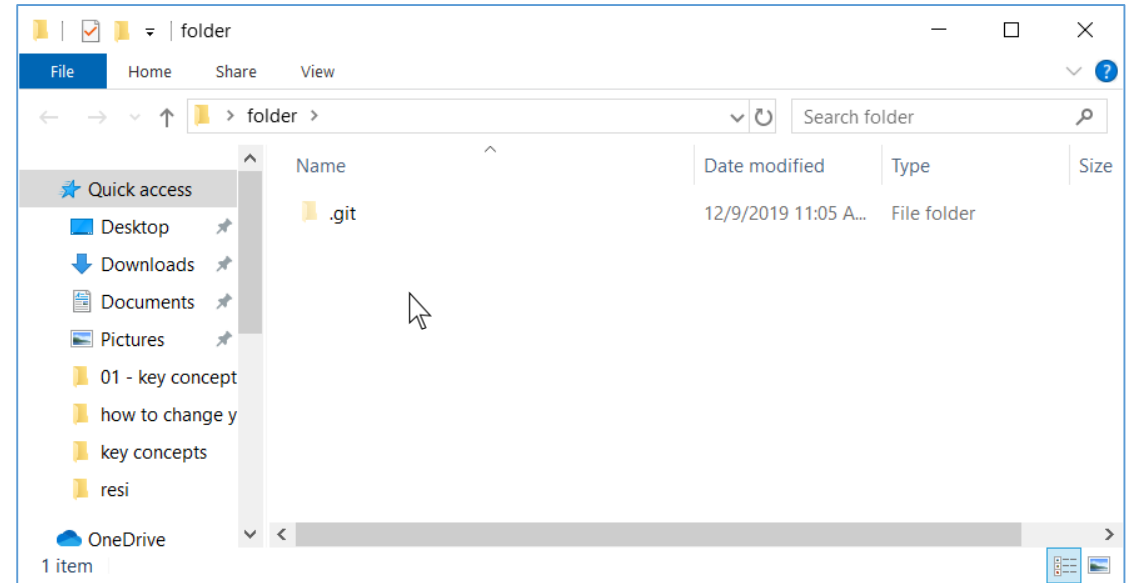 folder
File Home Share View
folder
Search folder
Name Date modified Type Size
Quick access
.git 12/9/2019 11:05 A... File folder
Desktop
Downloads
Documents
Pictures
01 - key concept
how to change y
key concepts
resi
OneDrive
1 item